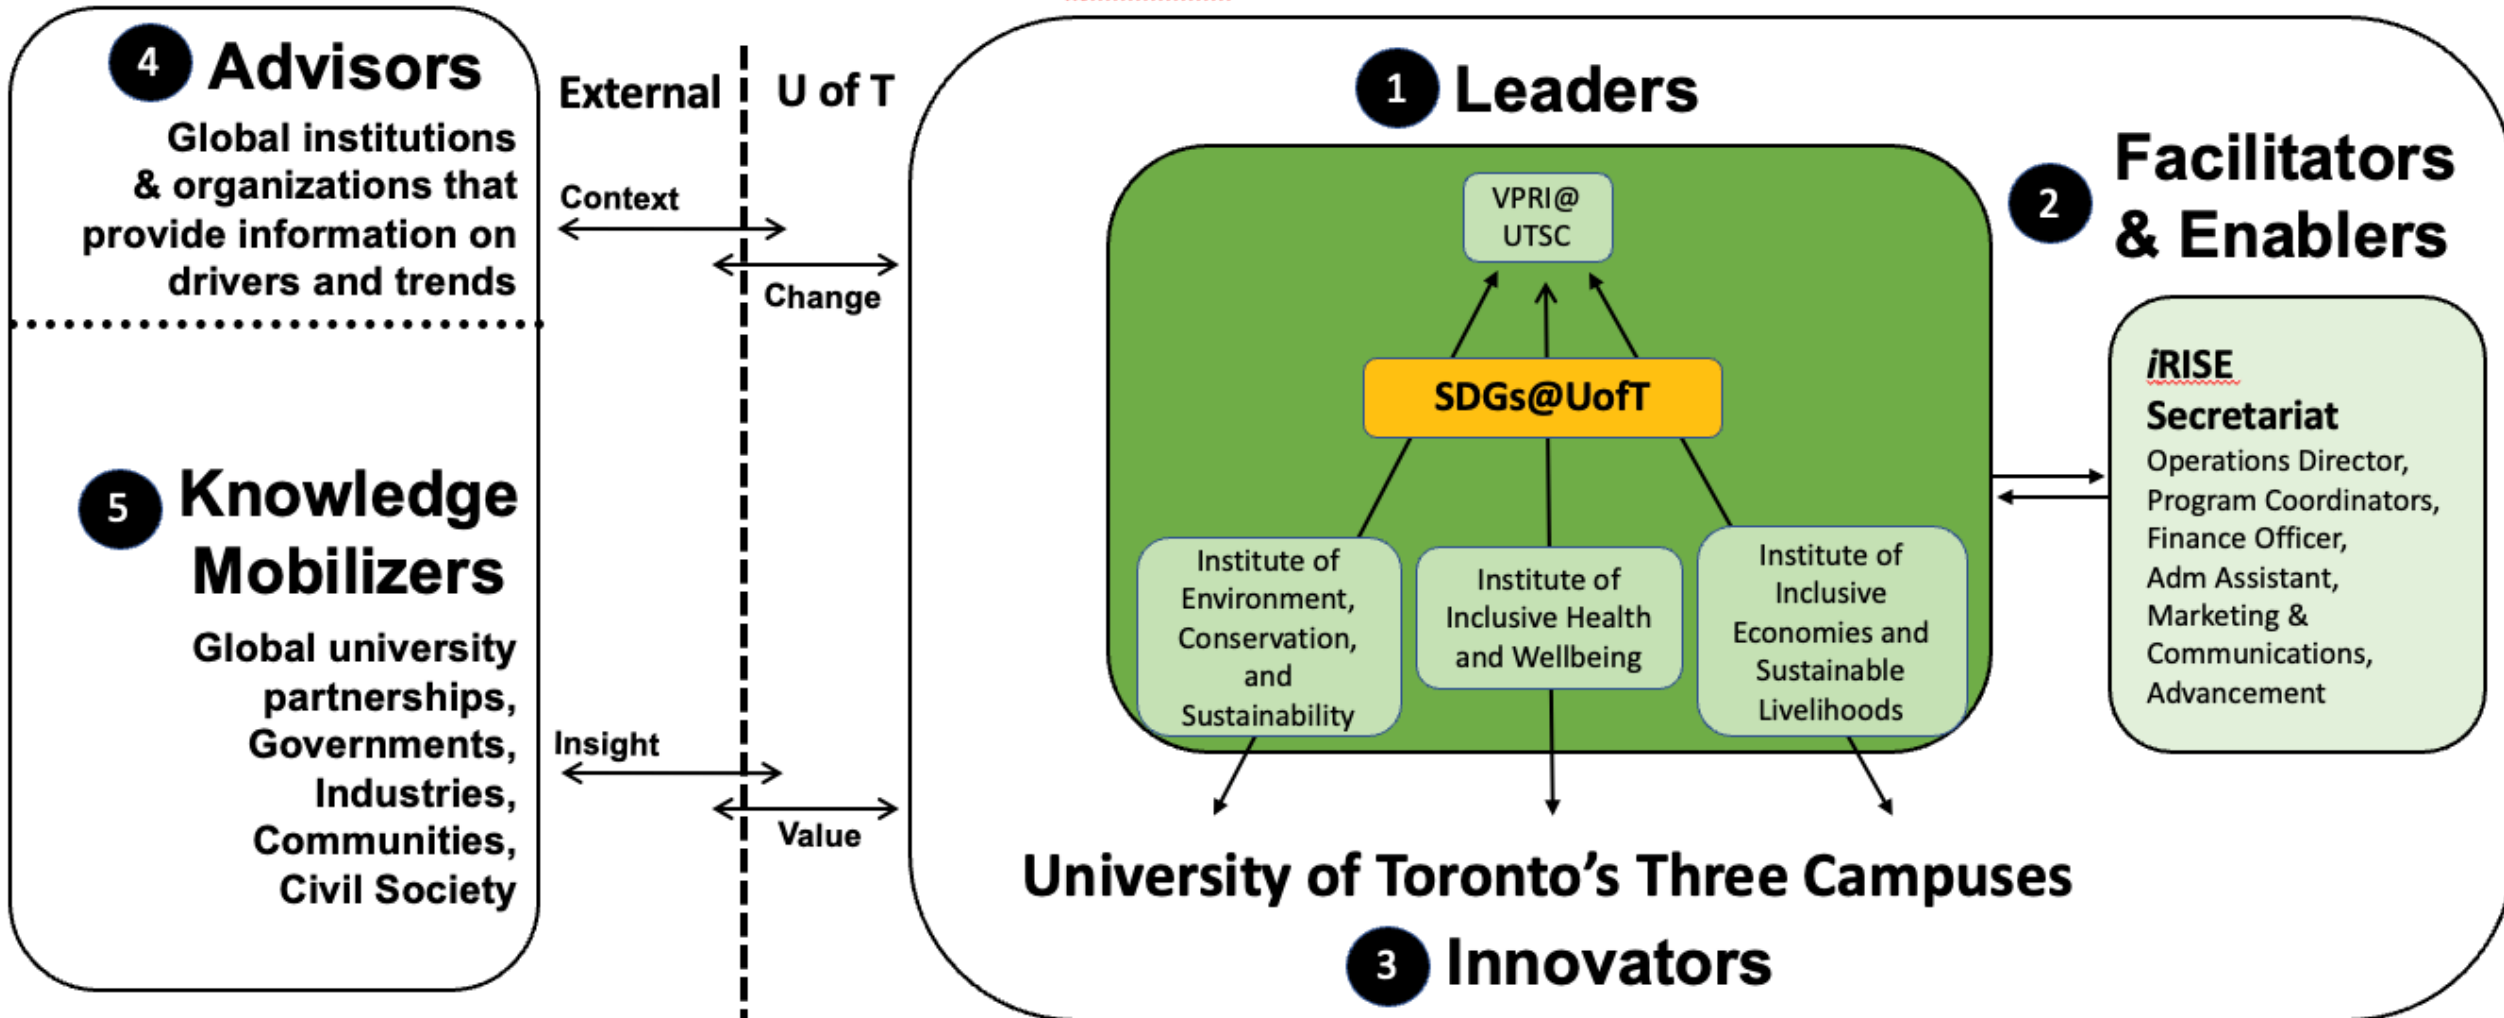 4 Advisors
Global institutions
& organizations that
provide information on
drivers and trends
5 Knowledge
Mobilizers
Global university
partnerships,
Governments,
Industries,
Communities,
Civil Society
External
U of T
Context
Change
Insight
Value
1 Leaders
VPRI@
UTSC
SDGs@UofT
Institute of
Environment,
Conservation,
and
Sustainability
Institute of
Inclusive Health
and Wellbeing
Institute of
Inclusive
Economies and
Sustainable
Livelihoods
2 Facilitators
& Enablers
iRISE
Secretariat
Operations Director,
Program Coordinators,
Finance Officer,
Adm Assistant,
Marketing &
Communications,
Advancement
University of Toronto’s Three Campuses
3 Innovators